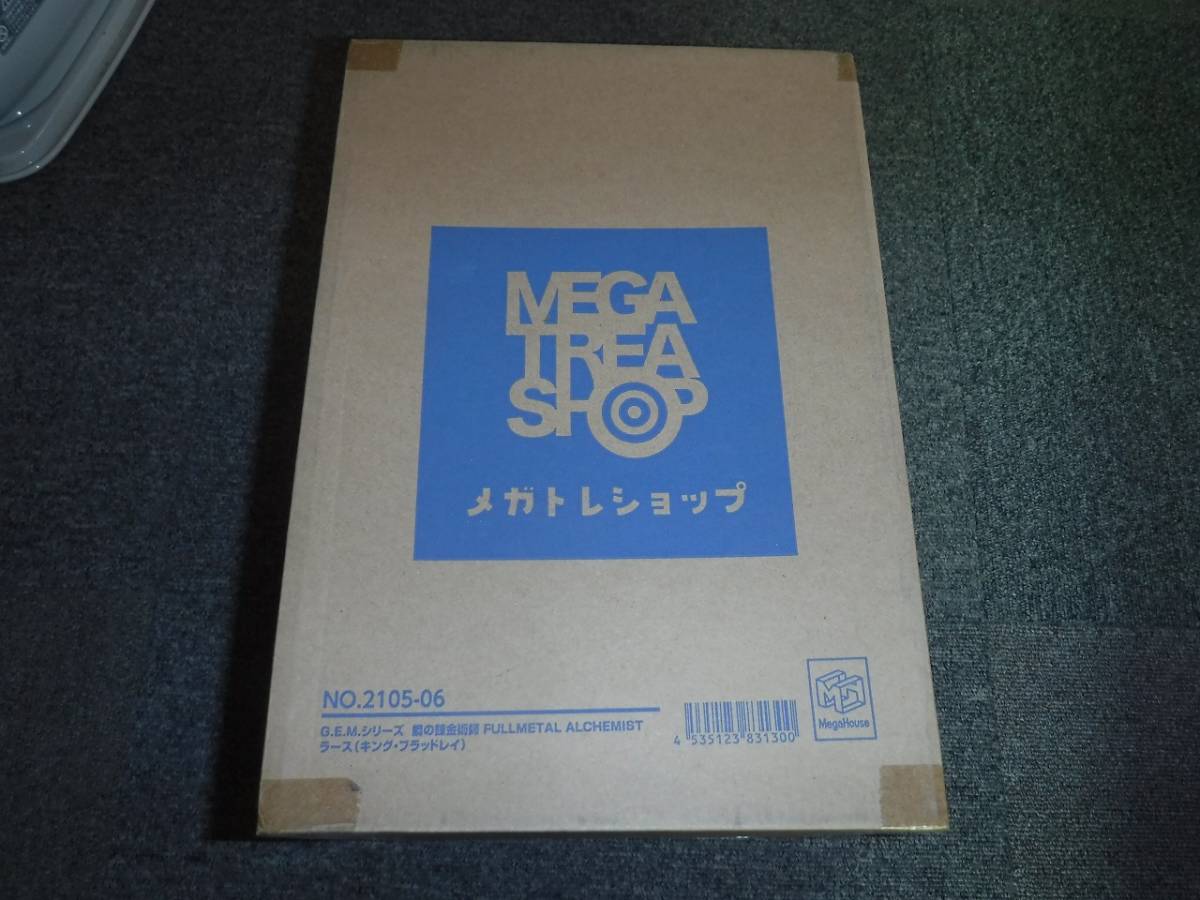 MEGA
TREA
SHOP
メガトレショップ
NO.2105-06
G.E.M.シリーズ 鋼の錬金術師 FULLMETAL ALCHEMIST
ラース(キング・ブラッドレイ)
4 535123 831300
MegaHouse